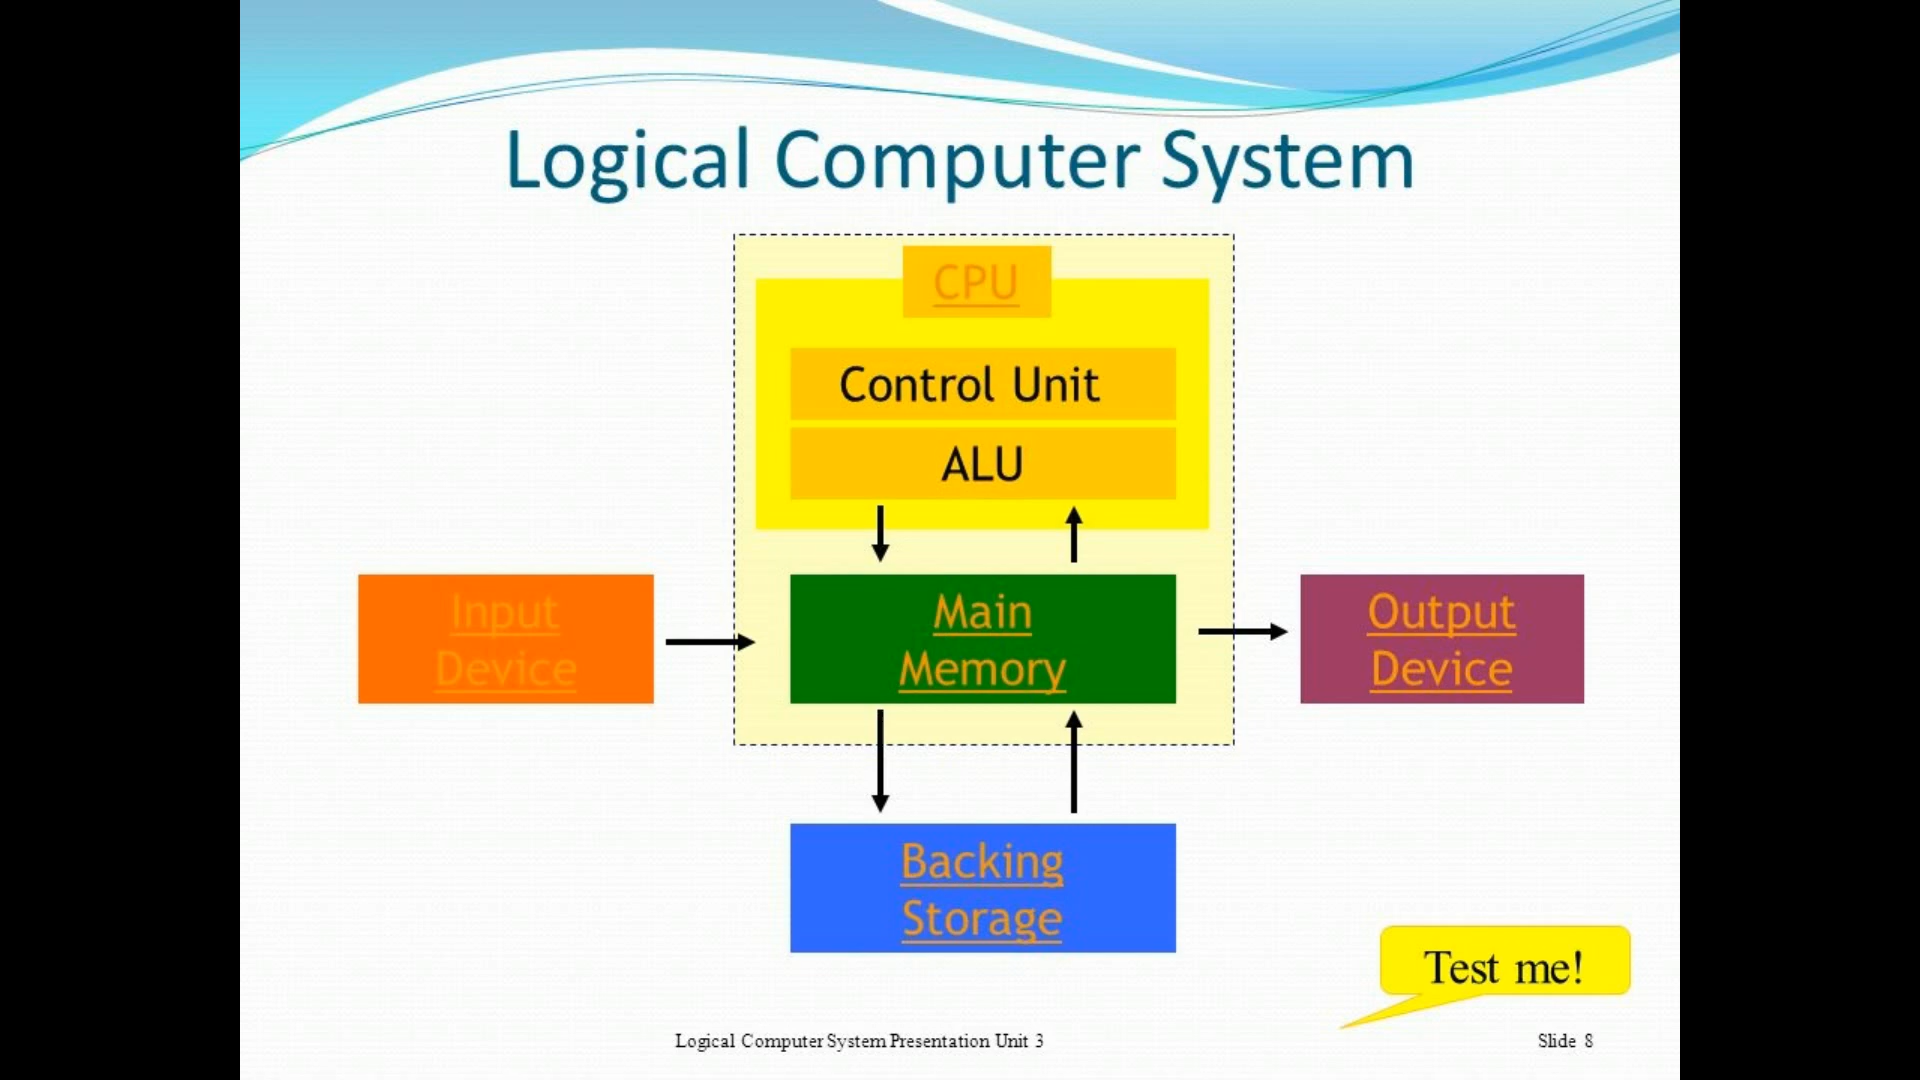 Logical Computer System
CPU
Control Unit
ALU
Input
Device
Main
Memory
Output
Device
Backing
Storage
Test me!
Logical Computer System Presentation Unit 3
Slide 8